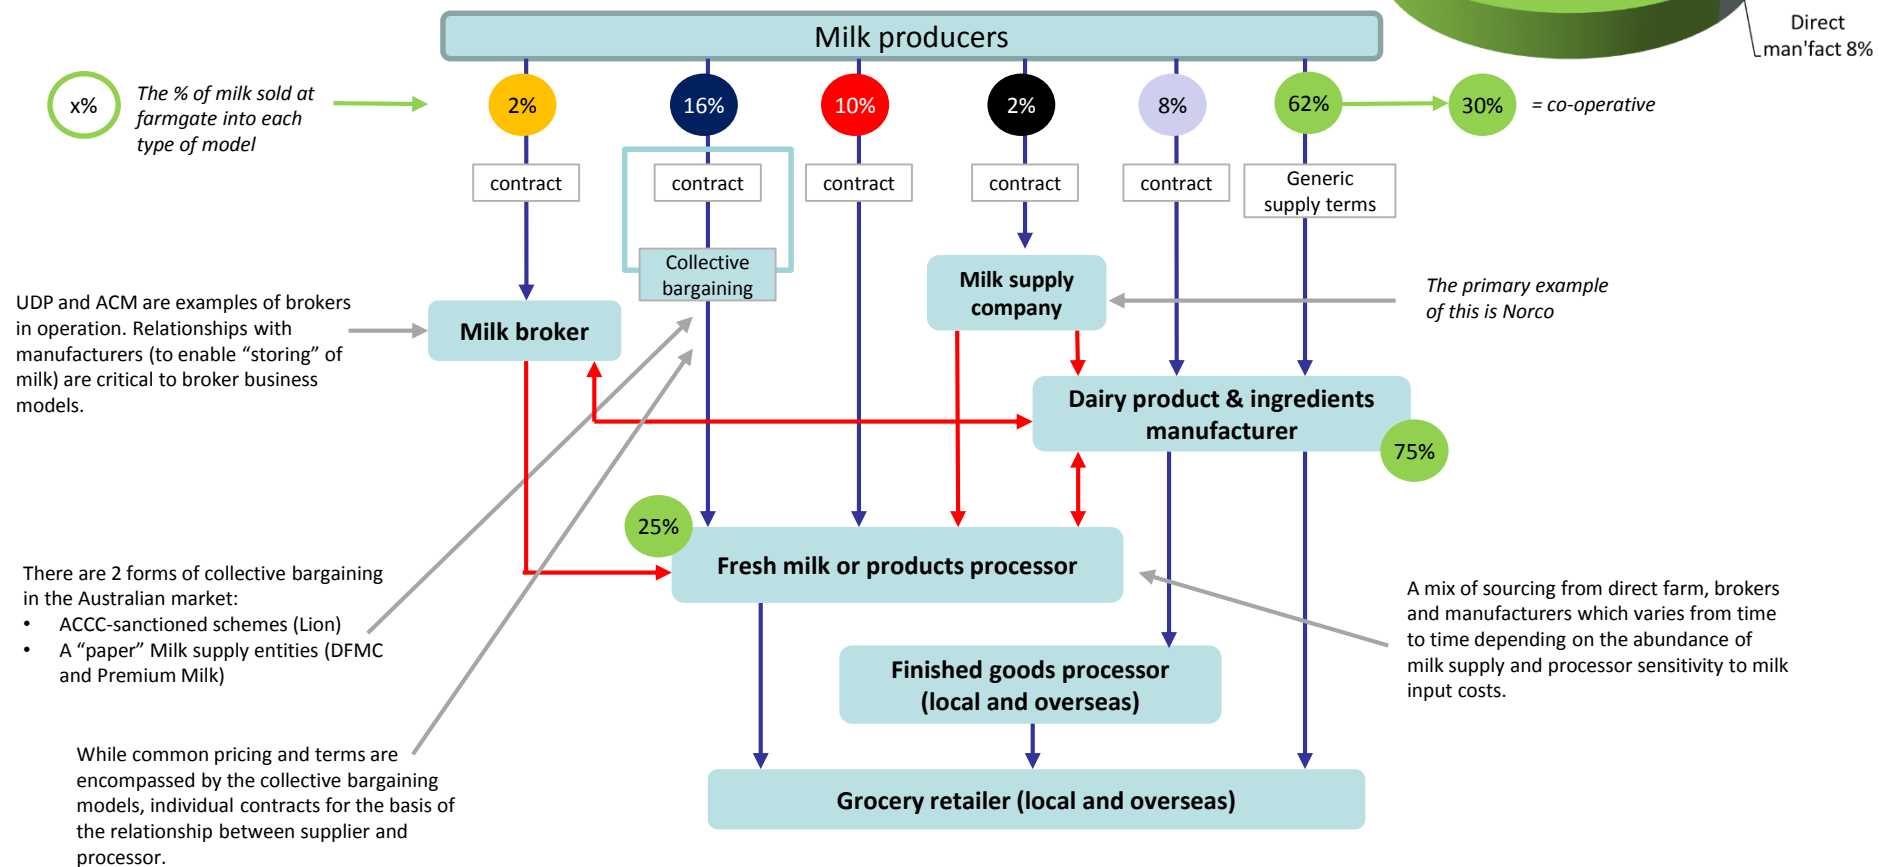 Direct
man'fact 8%
Milk producers
x%
The % of milk sold at
farmgate into each
type of model
2%
16%
10%
2%
8%
62%
30%
= co-operative
contract
contract
contract
contract
contract
Generic
supply terms
Collective
bargaining
Milk supply
company
The primary example
of this is Norco
UDP and ACM are examples of brokers
in operation. Relationships with
manufacturers (to enable “storing” of
milk) are critical to broker business
models.
Milk broker
Dairy product & ingredients
manufacturer
75%
25%
Fresh milk or products processor
There are 2 forms of collective bargaining
in the Australian market:
• ACCC-sanctioned schemes (Lion)
• A “paper” Milk supply entities (DFMC
and Premium Milk)
A mix of sourcing from direct farm, brokers
and manufacturers which varies from time
to time depending on the abundance of
milk supply and processor sensitivity to milk
input costs.
Finished goods processor
(local and overseas)
While common pricing and terms are
encompassed by the collective bargaining
models, individual contracts for the basis of
the relationship between supplier and
processor.
Grocery retailer (local and overseas)